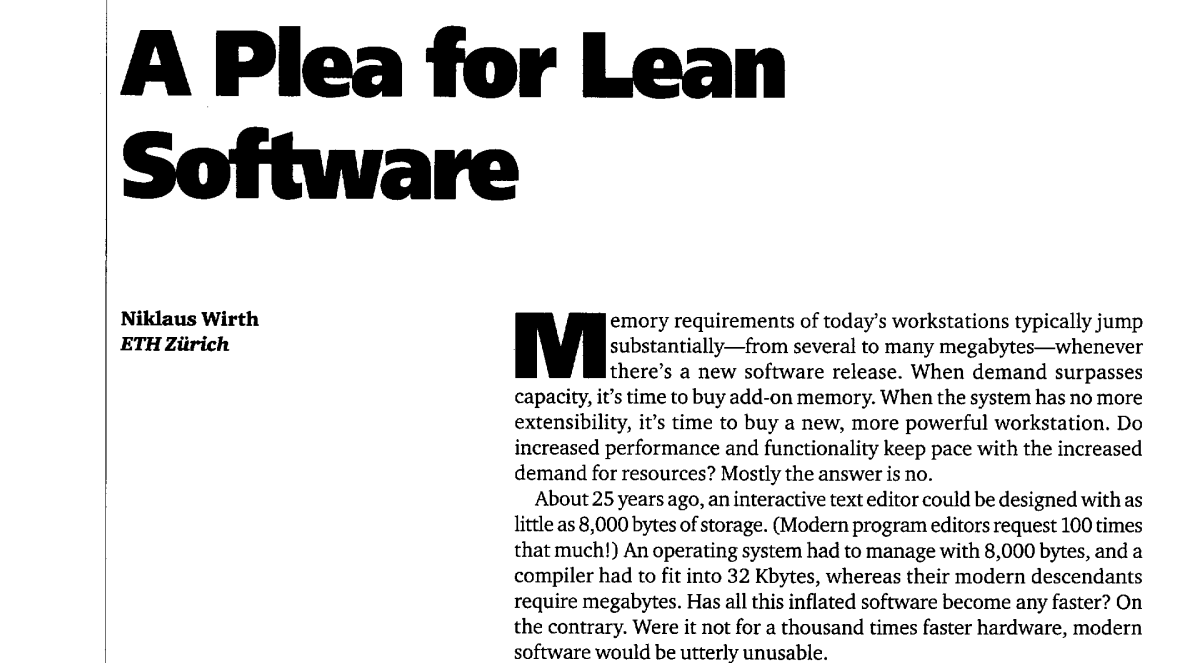 A Plea for Lean
Software
Niklaus Wirth
ETH Zürich
Memory requirements of today's workstations typically jump
substantially—from several to many megabytes—whenever
there's a new software release. When demand surpasses
capacity, it's time to buy add-on memory. When the system has no more
extensibility, it's time to buy a new, more powerful workstation. Do
increased performance and functionality keep pace with the increased
demand for resources? Mostly the answer is no.
About 25 years ago, an interactive text editor could be designed with as
little as 8,000 bytes of storage. (Modern program editors request 100 times
that much!) An operating system had to manage with 8,000 bytes, and a
compiler had to fit into 32 Kbytes, whereas their modern descendants
require megabytes. Has all this inflated software become any faster? On
the contrary. Were it not for a thousand times faster hardware, modern
software would be utterly unusable.